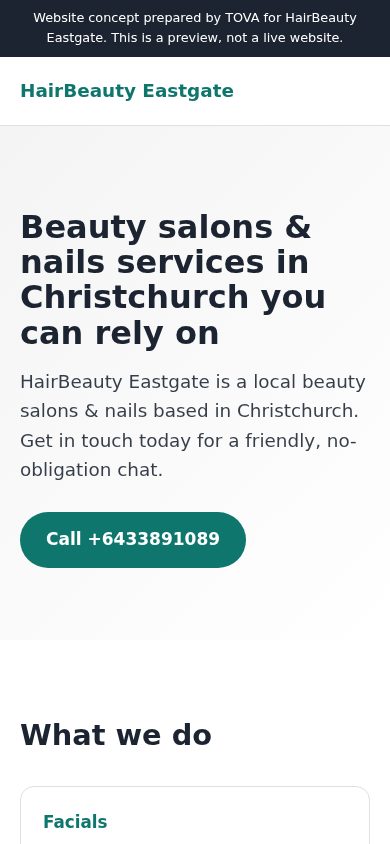 Website concept prepared by TOVA for HairBeauty
Eastgate. This is a preview, not a live website.
HairBeauty Eastgate
Beauty salons &
nails services in
Christchurch you
can rely on
HairBeauty Eastgate is a local beauty
salons & nails based in Christchurch.
Get in touch today for a friendly, no-
obligation chat.
Call +6433891089
What we do
Facials